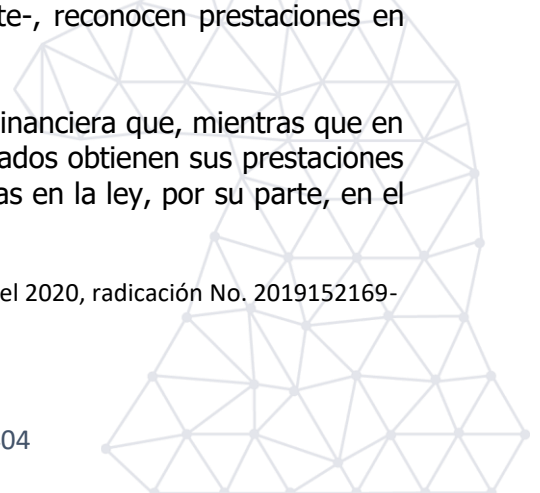 te-, reconocen prestaciones en
inanciera que, mientras que en
ados obtienen sus prestaciones
as en la ley, por su parte, en el
el 2020, radicación No. 2019152169-
04